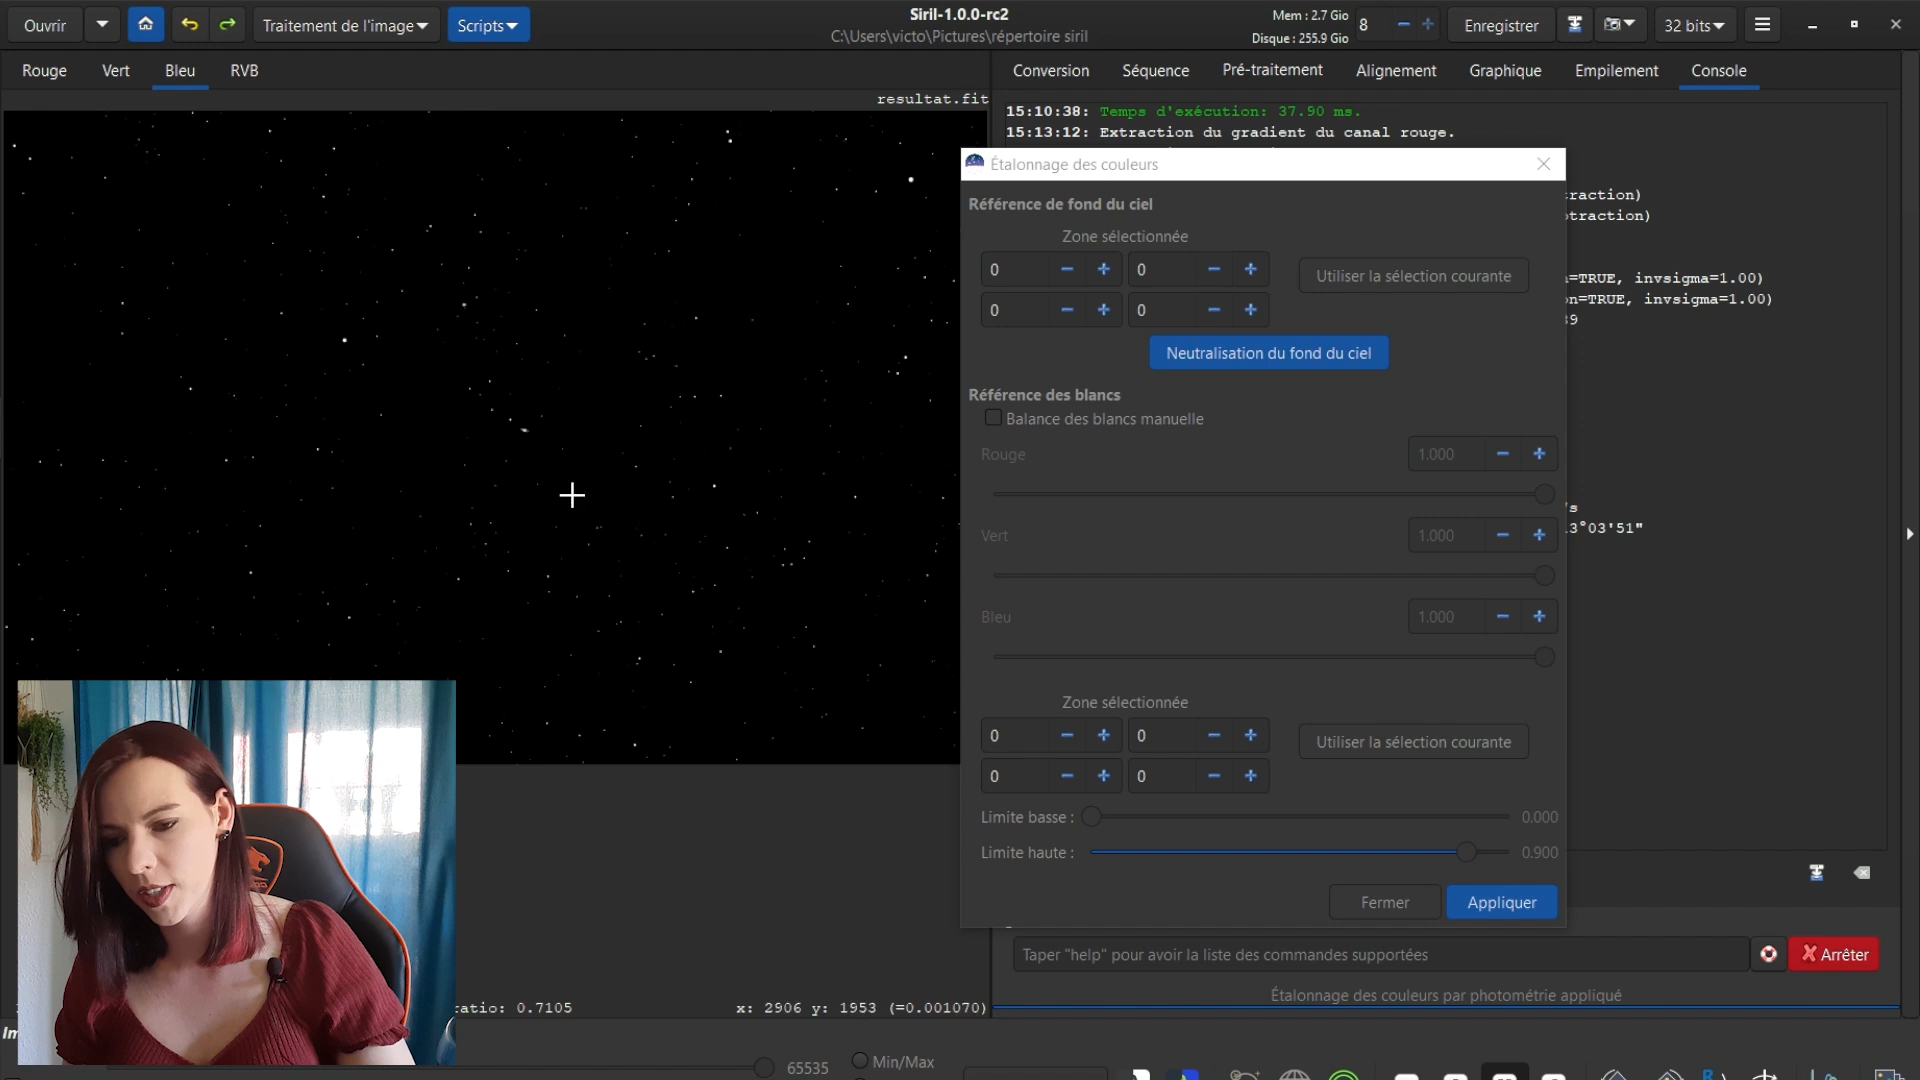 Ouvrir
Traitement de l'image
Scripts
Siril-1.0.0-rc2
C:\Users\victo\Pictures\répertoire siril
Mem : 2.7 Gio
Disque : 255.9 Gio
8
Enregistrer
32 bits
Rouge
Vert
Bleu
RVB
resultat.fit
Conversion
Séquence
Pré-traitement
Alignement
Graphique
Empilement
Console
15:10:38: Temps d'exécution: 37.90 ms.
15:13:12: Extraction du gradient du canal rouge.
Étalonnage des couleurs
Référence de fond du ciel
Zone sélectionnée
0
0
Utiliser la sélection courante
0
0
Neutralisation du fond du ciel
Référence des blancs
Balance des blancs manuelle
Rouge
1.000
Vert
1.000
Bleu
1.000
Zone sélectionnée
0
0
Utiliser la sélection courante
0
0
Limite basse :
0.000
Limite haute :
0.900
Fermer
Appliquer
raction)
traction)
=TRUE, invsigma=1.00)
n=TRUE, invsigma=1.00)
9
s
3°03'51"
Taper "help" pour avoir la liste des commandes supportées
Arrêter
Étalonnage des couleurs par photométrie appliqué
ratio: 0.7105
x: 2906 y: 1953 (=0.001070)
65535
Min/Max